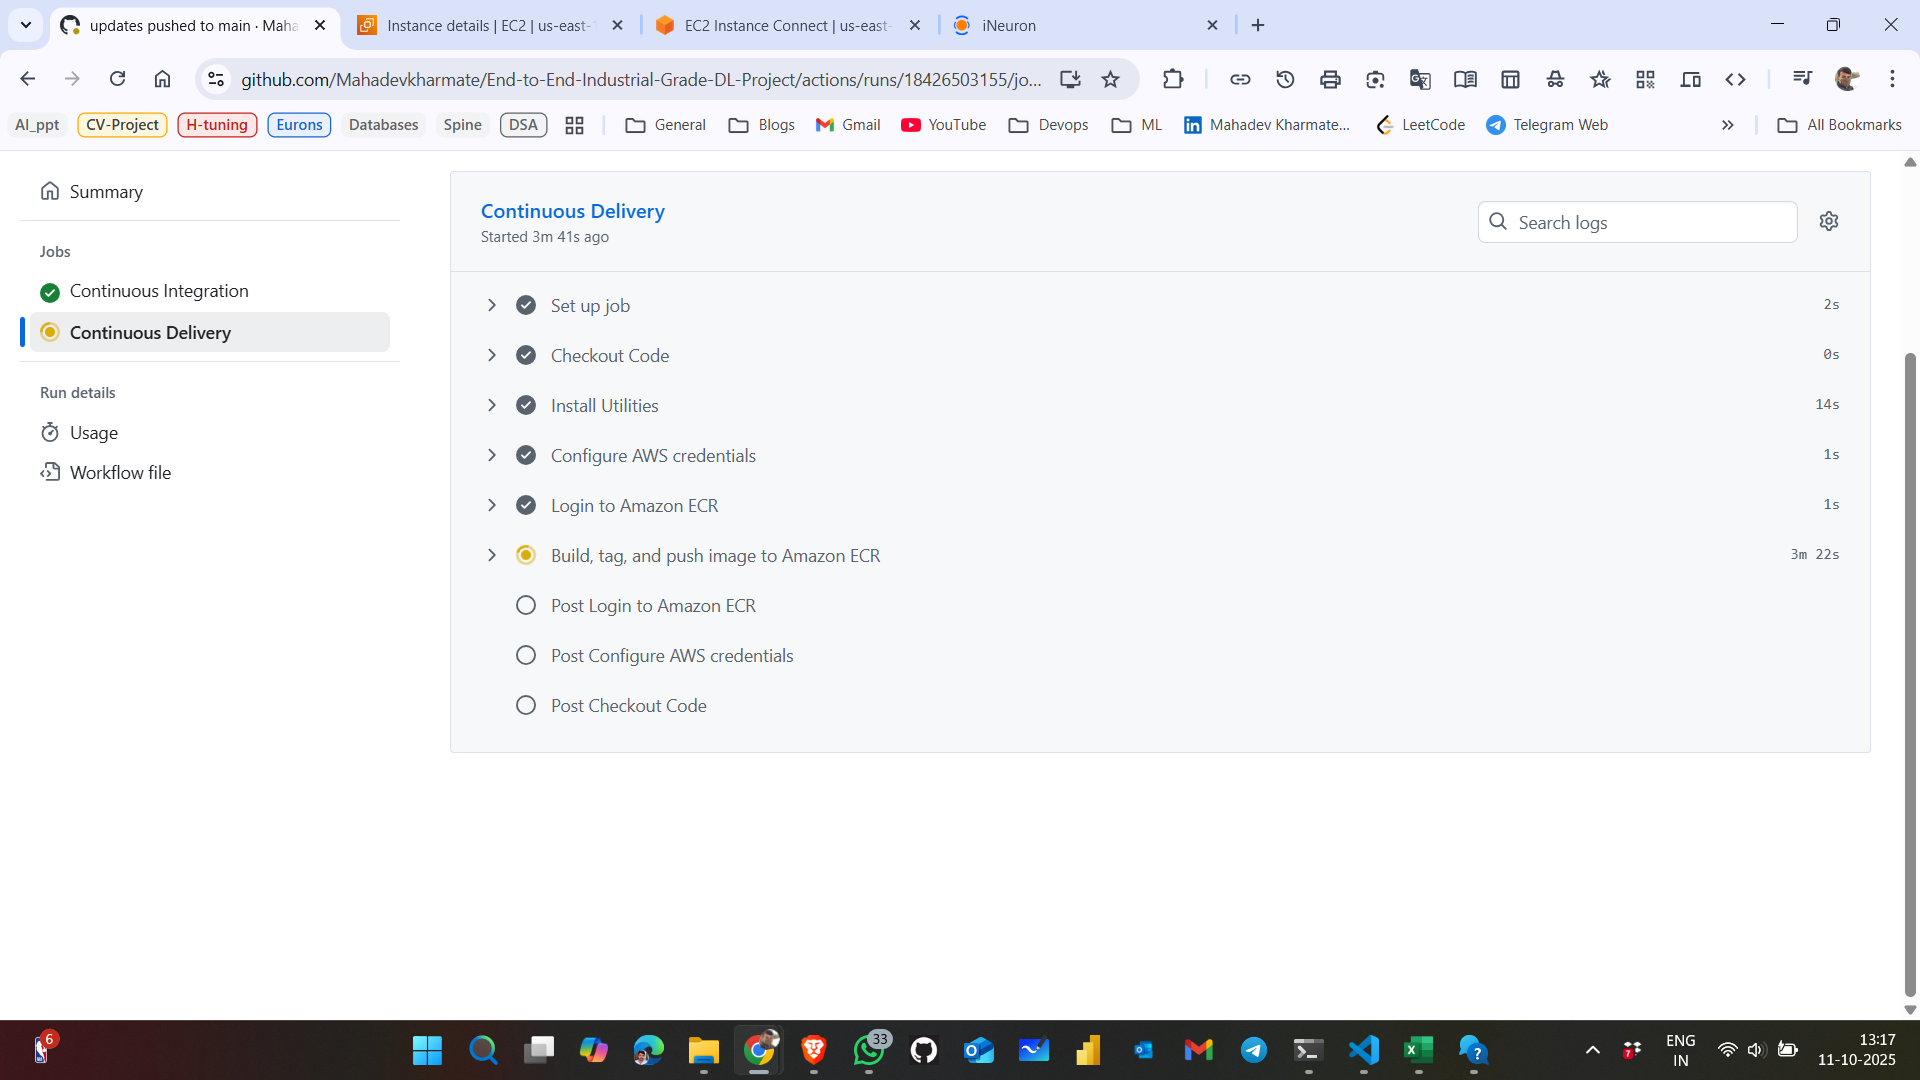 updates pushed to main · Maha
Instance details | EC2 | us-east-1
EC2 Instance Connect | us-east-
iNeuron
github.com/Mahadevkharmate/End-to-End-Industrial-Grade-DL-Project/actions/runs/18426503155/jo...
AI_ppt
CV-Project
H-tuning
Eurons
Databases
Spine
DSA
General
Blogs
Gmail
YouTube
Devops
ML
Mahadev Kharmate...
LeetCode
Telegram Web
All Bookmarks
Summary
Jobs
Continuous Integration
Continuous Delivery
Run details
Usage
Workflow file
Continuous Delivery
Started 3m 41s ago
Search logs
Set up job
2s
Checkout Code
0s
Install Utilities
14s
Configure AWS credentials
1s
Login to Amazon ECR
1s
Build, tag, and push image to Amazon ECR
3m 22s
Post Login to Amazon ECR
Post Configure AWS credentials
Post Checkout Code
6
33
7
ENG
IN
13:17
11-10-2025